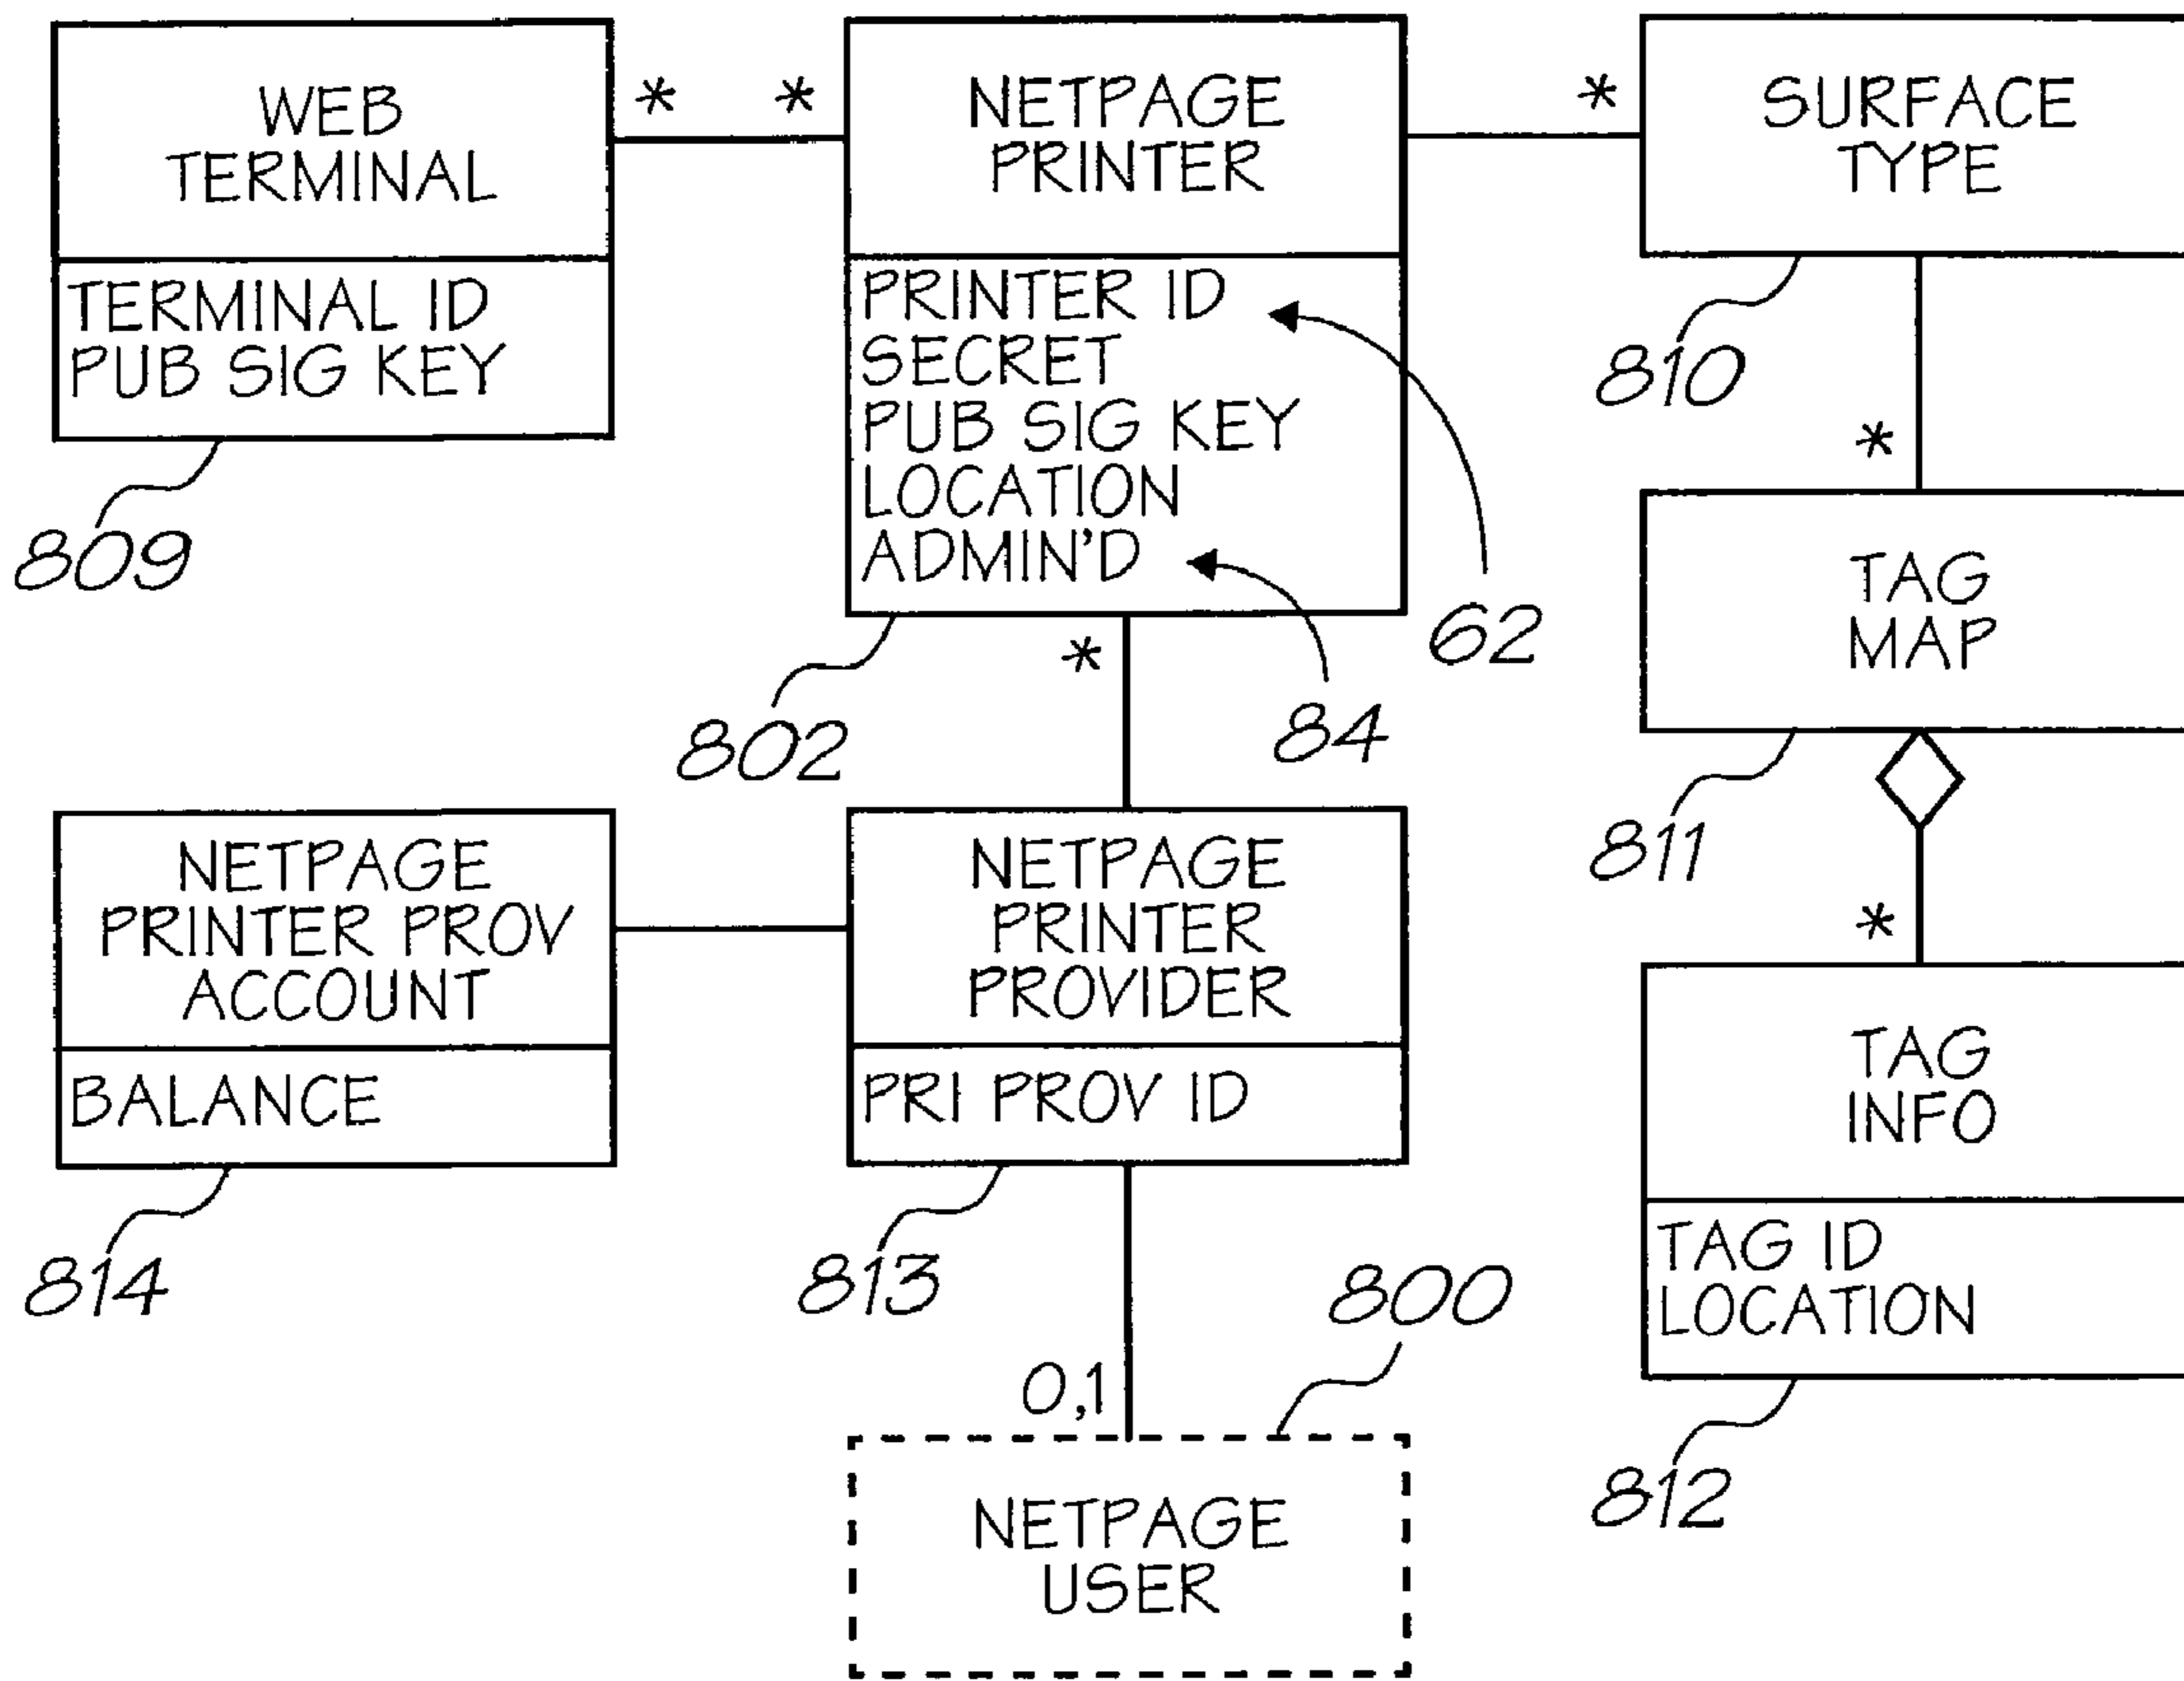 WEB
TERMINAL
* *
TERMINAL ID
PUB SIG KEY
809
NETPAGE
PRINTER
PRINTER ID
SECRET
PUB SIG KEY
LOCATION
ADMIN'D
62
84
802
*
*
SURFACE
TYPE
810
*
TAG
MAP
811
*
TAG
INFO
TAG ID
LOCATION
812
NETPAGE
PRINTER PROV
ACCOUNT
BALANCE
814
NETPAGE
PRINTER
PROVIDER
PRI PROV ID
813
0,1
800
NETPAGE
USER